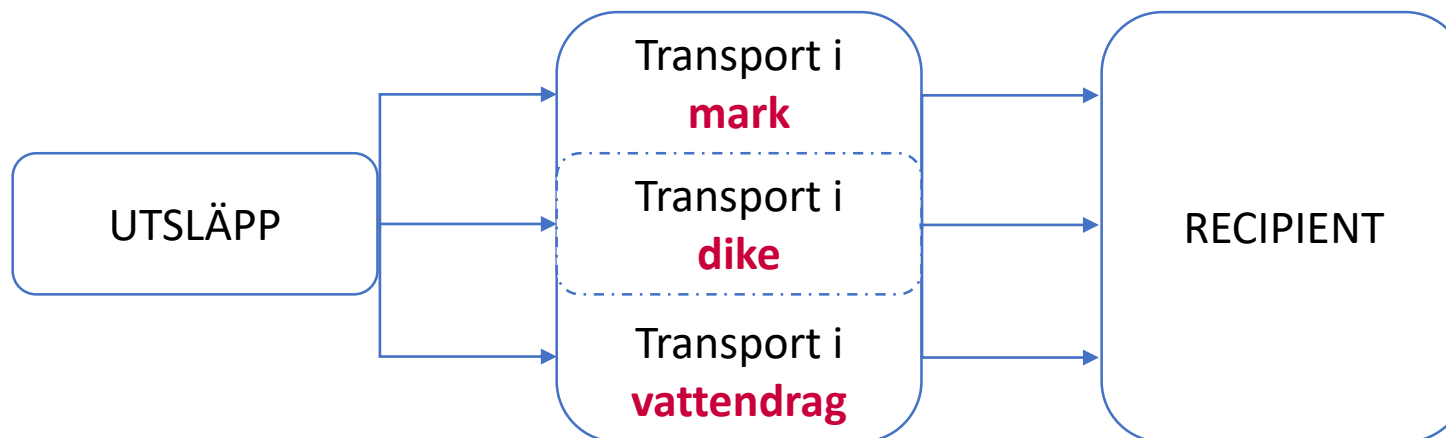 UTSLÄPP
Transport i
mark
Transport i
dike
Transport i
vattendrag
RECIPIENT